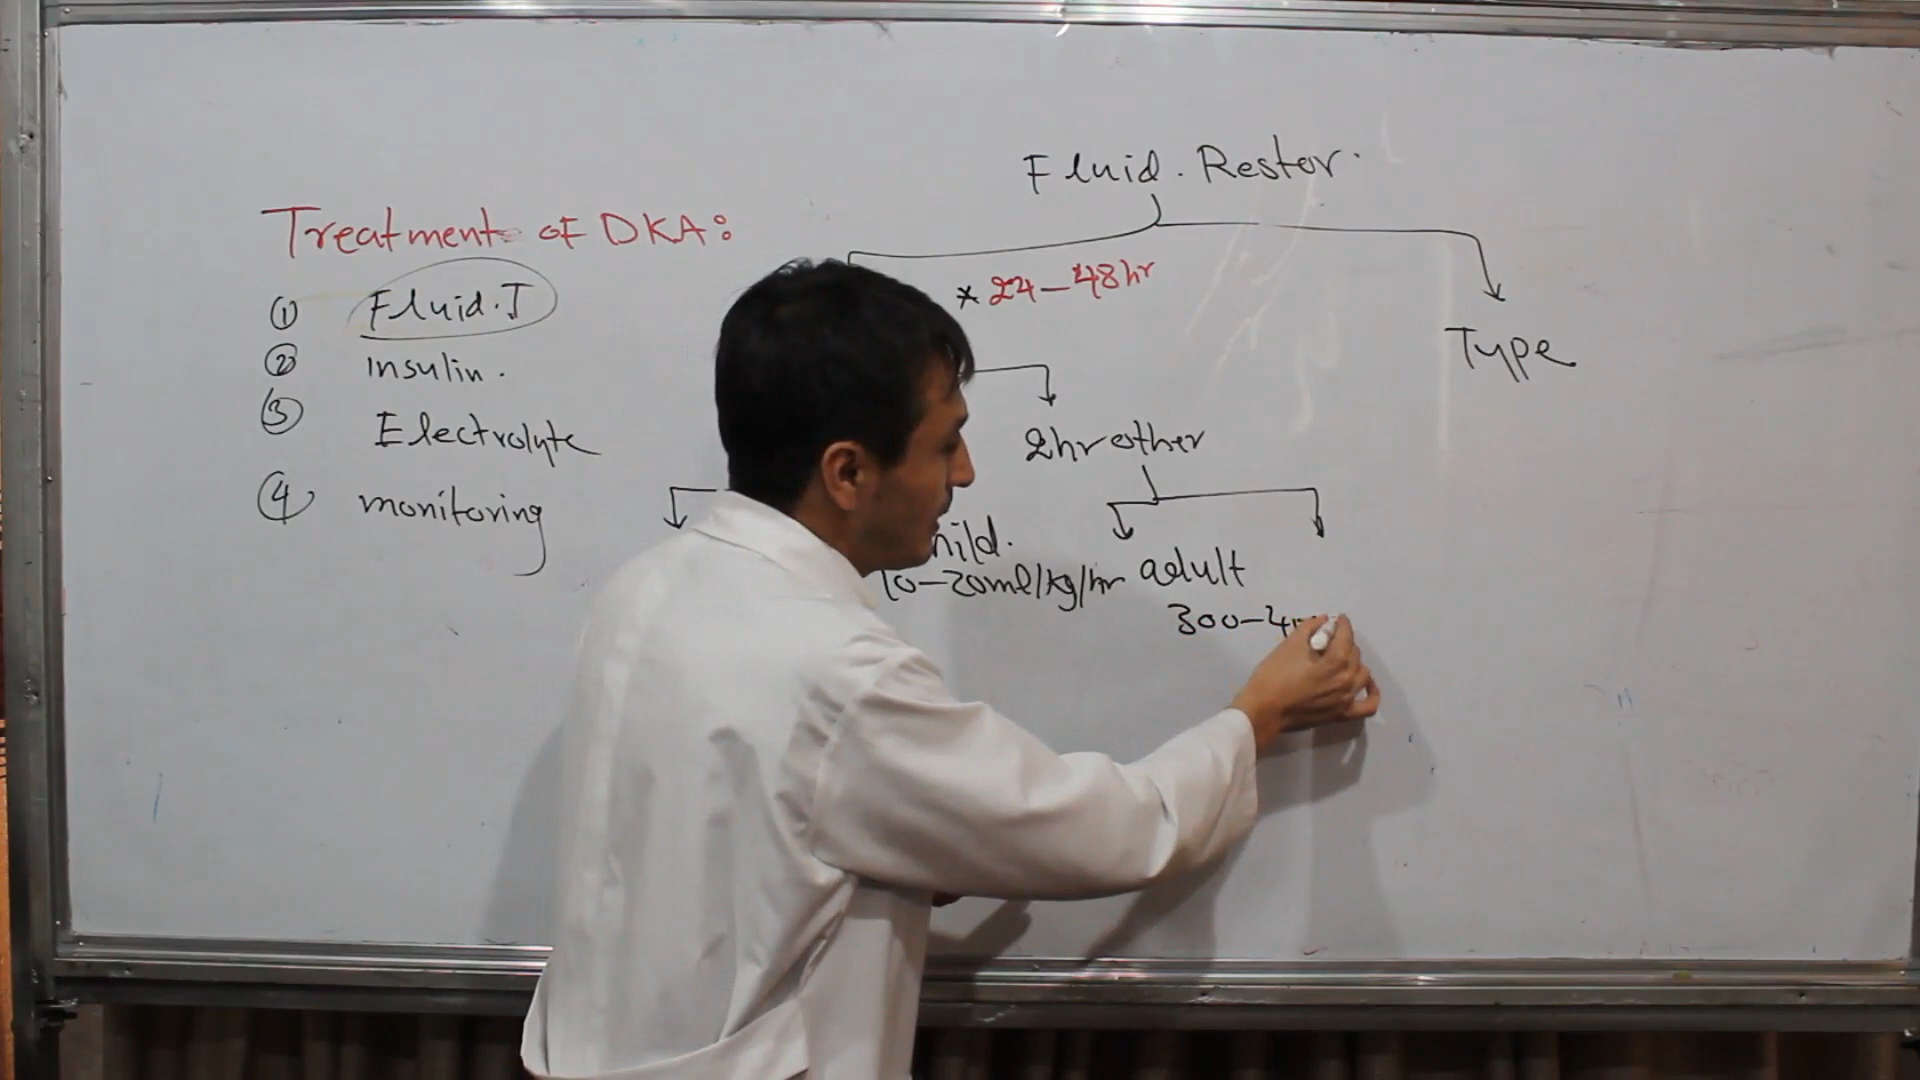 Fluid. Restor.
Treatment of DKA:
* 24-48hr
① Fluid.T
Type
② insulin.
③ Electrolyte
2hr other
④ monitoring
adult
10-20ml/kg/hr
300-4